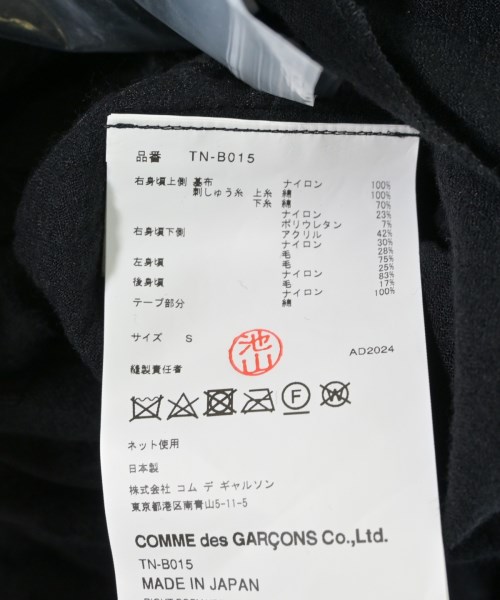 品番 TN-B015
右身頃上側 基布 ナイロン 100%
刺しゅう糸 上糸 綿 100%
下糸 綿 70%
ナイロン 23%
ポリウレタン 7%
右身頃下側 アクリル 42%
ナイロン 30%
毛 28%
左身頃 毛 75%
ナイロン 25%
後身頃 毛 83%
ナイロン 17%
テープ部分 綿 100%
サイズ S
池山
AD2024
縫製責任者
F
W
ネット使用
日本製
株式会社 コム デ ギャルソン
東京都港区南青山5-11-5
COMME des GARÇONS Co.,Ltd.
TN-B015
MADE IN JAPAN